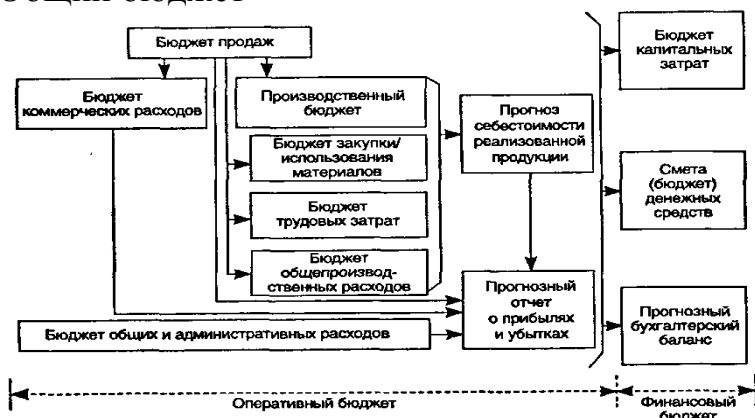 Общий бюджет
Бюджет продаж
Бюджет
коммерческих расходов
Производственный
бюджет
Бюджет закупки/
использования
материалов
Бюджет
трудовых затрат
Бюджет
общепроизвод-
ственных расходов
Бюджет общих и административных расходов
Прогноз
себестоимости
реализованной
продукции
Прогнозный
отчет
о прибылях
и убытках
Бюджет
капитальных
затрат
Смета
(бюджет)
денежных
средств
Прогнозный
бухгалтерский
баланс
Оперативный бюджет
Финансовый
бюджет